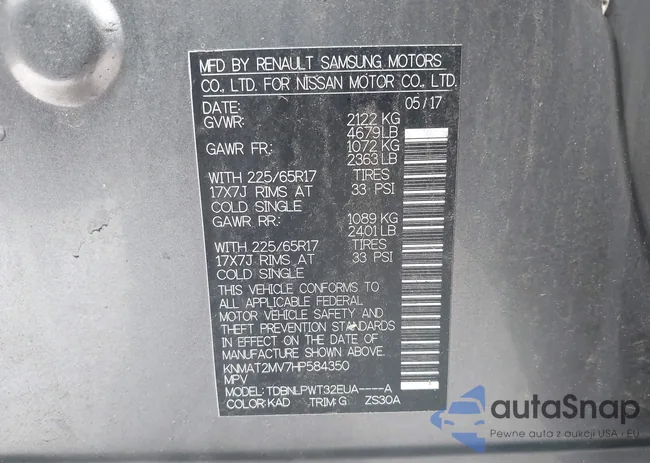 MFD BY RENAULT SAMSUNG MOTORS
CO., LTD. FOR NISSAN MOTOR CO., LTD.
DATE: 05/17
GVWR: 2122 KG
4679LB
GAWR FR: 1072 KG
2363LB
WITH 225/65R17 TIRES
17X7J RIMS AT 33 PSI
COLD SINGLE
GAWR RR: 1089 KG
2401LB
WITH 225/65R17 TIRES
17X7J RIMS AT 33 PSI
COLD SINGLE
THIS VEHICLE CONFORMS TO
ALL APPLICABLE FEDERAL
MOTOR VEHICLE SAFETY AND
THEFT PREVENTION STANDARDS
IN EFFECT ON THE DATE OF
MANUFACTURE SHOWN ABOVE.
KNMAT2MV7HP584350
MPV
MODEL: TDBNLPWT32EUA----A
COLOR: KAD TRIM: G ZS30A
autoSnap
Pewne auta z aukcji USA i EU